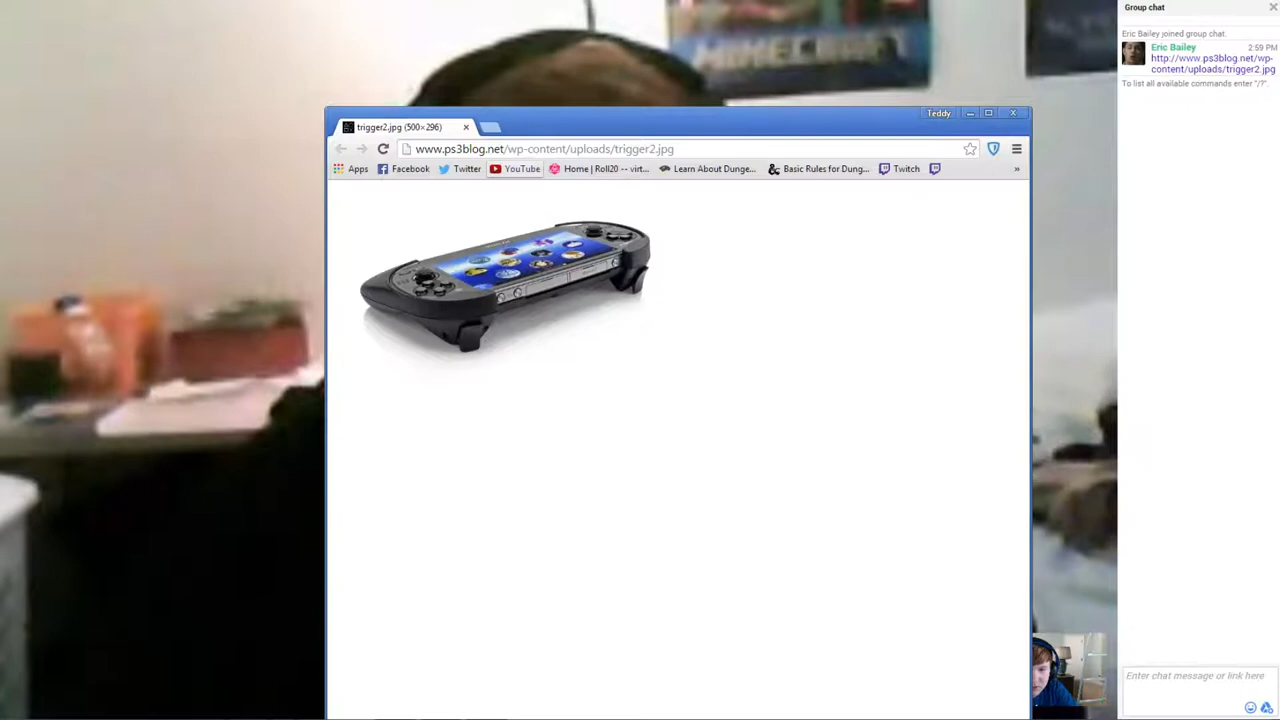 MINECRAFT
Group chat
Eric Bailey joined group chat.
Eric Bailey 2:59 PM
http://www.ps3blog.net/wp-
content/uploads/trigger2.jpg
To list all available commands enter "/?".
Teddy
trigger2.jpg (500×296)
www.ps3blog.net/wp-content/uploads/trigger2.jpg
Apps Facebook Twitter YouTube Home | Roll20 -- virt... Learn About Dunge... Basic Rules for Dung... Twitch »
Enter chat message or link here